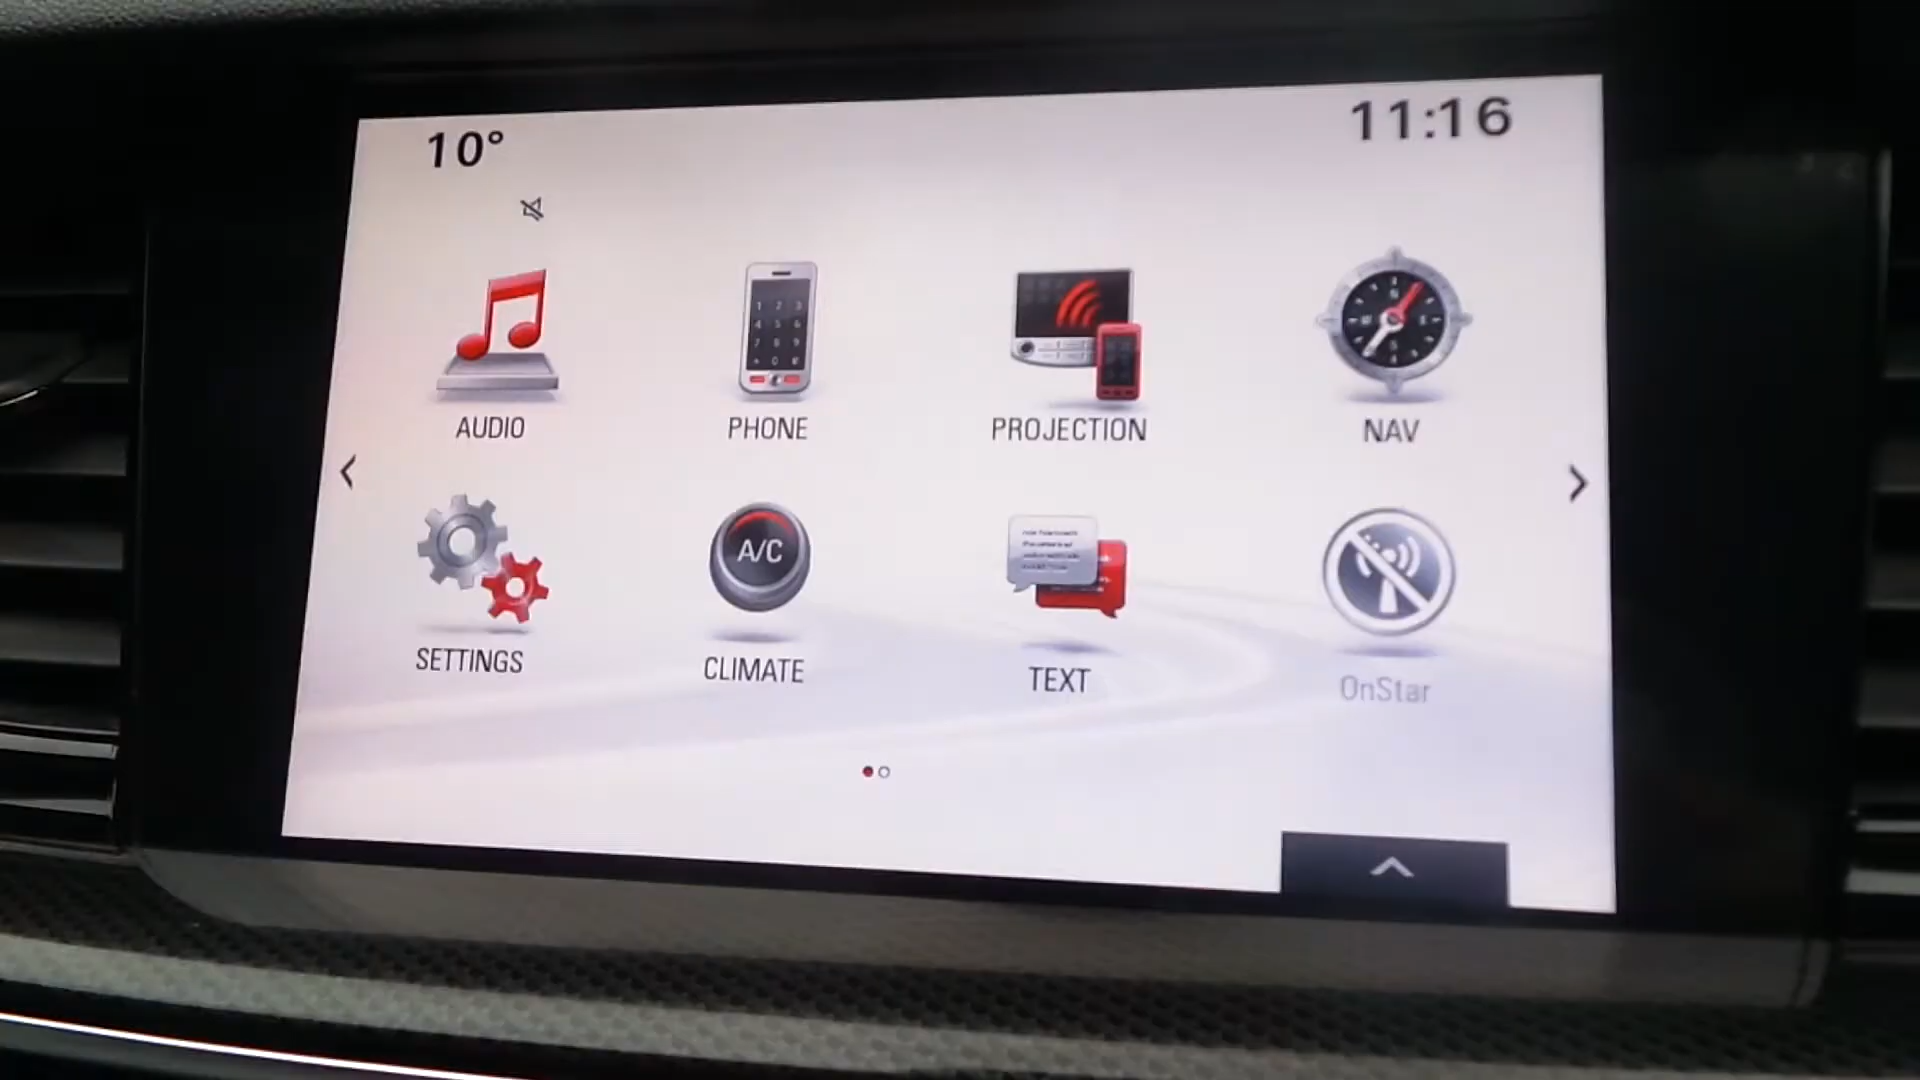 10° 11:16
AUDIO PHONE PROJECTION NAV
A/C
SETTINGS CLIMATE TEXT OnStar